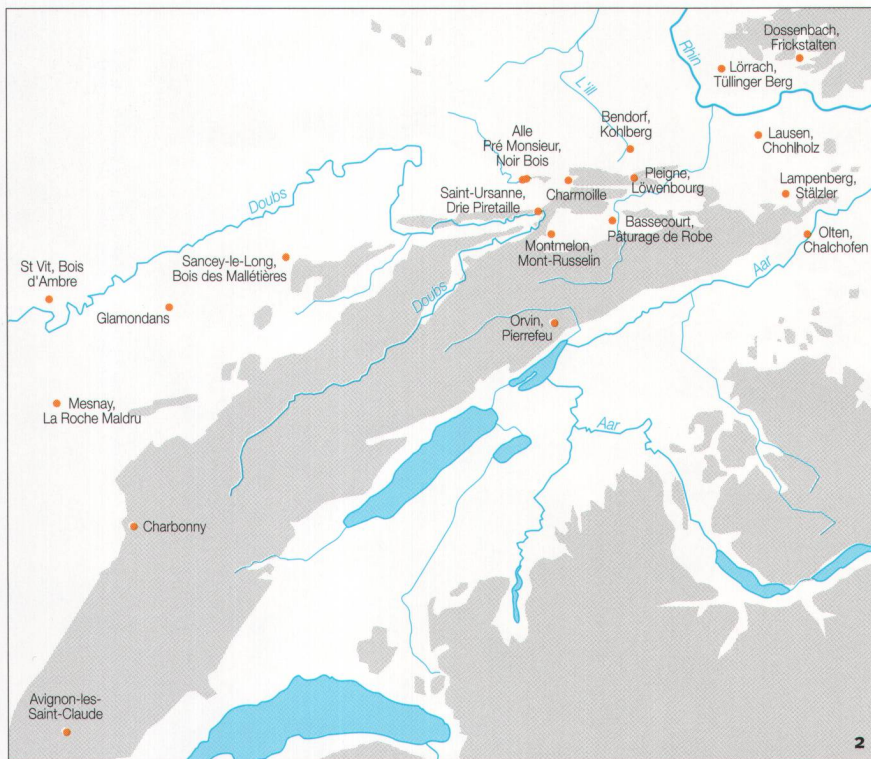 Dossenbach,
Frickstalten
Rhin
Lörrach,
Tüllinger Berg
L'ill
Bendorf,
Kohlberg
Alle
Pré Monsieur,
Noir Bois
Lausen,
Chohlholz
Saint-Ursanne,
Drie Piretaille
Charmoille
Pleigne,
Löwenbourg
Lampenberg,
Stälzler
Doubs
Bassecourt,
Pâturage de Robe
Montmelon,
Mont-Russelin
Olten,
Chalchofen
St Vit, Bois
d'Ambre
Sancey-le-Long,
Bois des Mallétières
Doubs
Aar
Glamondans
Orvin,
Pierrefeu
Mesnay,
La Roche Maldru
Aar
Charbonny
Avignon-les-
Saint-Claude
2